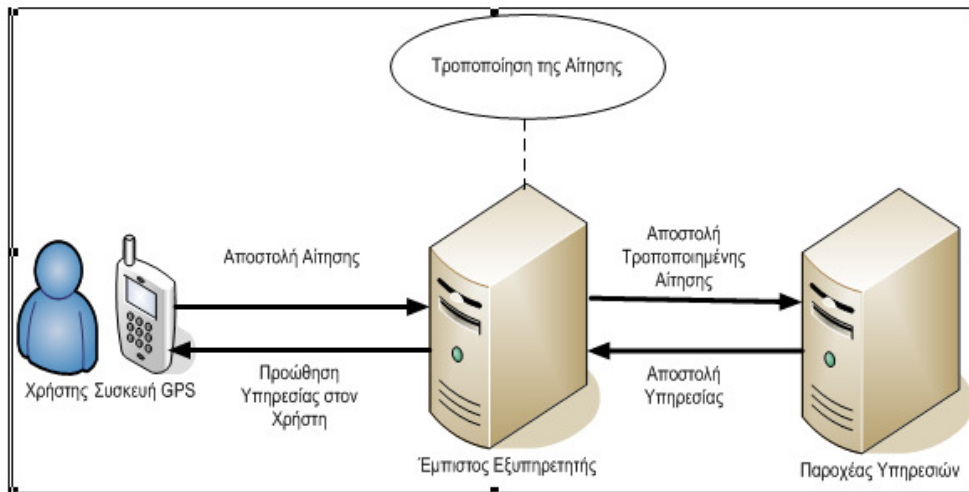 Τροποποίηση της Αίτησης
Αποστολή Αίτησης
Αποστολή
Τροποποιημένης
Αίτησης
Προώθηση
Υπηρεσίας στον
Χρήστη
Αποστολή
Υπηρεσίας
Χρήστης Συσκευή GPS
Έμπιστος Εξυπηρετητής
Παροχέας Υπηρεσιών